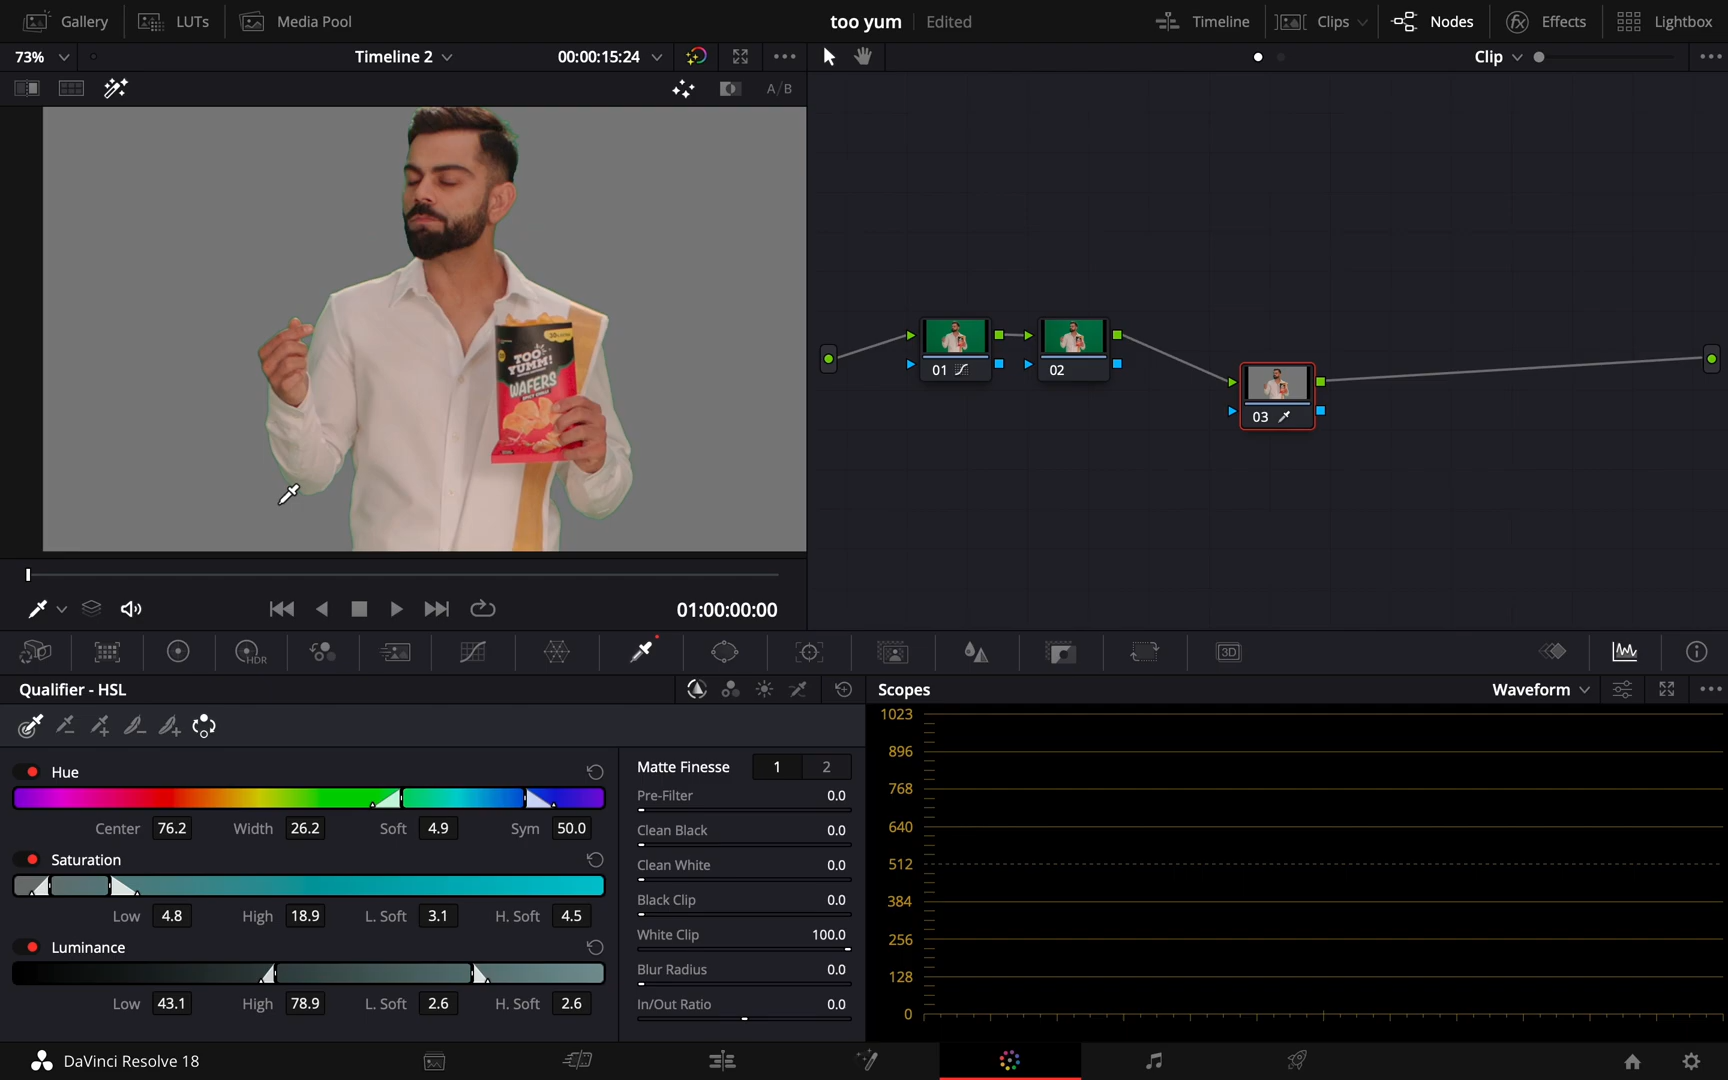 Gallery LUTs Media Pool too yum Edited Timeline Clips Nodes Effects Lightbox
73% Timeline 2 00:00:15:24 Clip
A/B
TOO
YUMM!
WAFERS
01 02
03
01:00:00:00
HDR 3D
Qualifier - HSL Scopes Waveform
Hue
Center 76.2 Width 26.2 Soft 4.9 Sym 50.0
Saturation
Low 4.8 High 18.9 L. Soft 3.1 H. Soft 4.5
Luminance
Low 43.1 High 78.9 L. Soft 2.6 H. Soft 2.6
Matte Finesse 1 2
Pre-Filter 0.0
Clean Black 0.0
Clean White 0.0
Black Clip 0.0
White Clip 100.0
Blur Radius 0.0
In/Out Ratio 0.0
1023
896
768
640
512
384
256
128
0
DaVinci Resolve 18